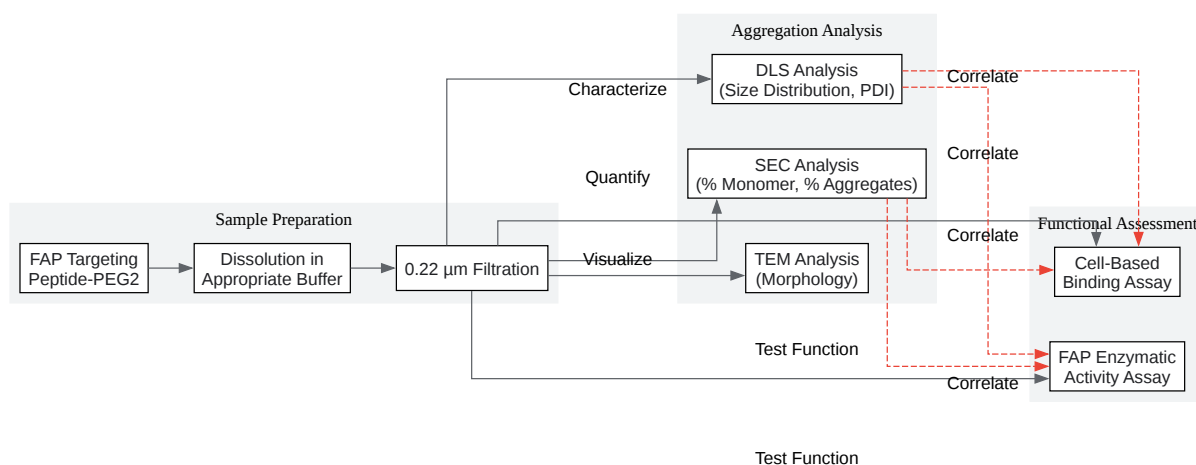 Aggregation Analysis
DLS Analysis
(Size Distribution, PDI)
Characterize
Correlate
SEC Analysis
(% Monomer, % Aggregates)
Correlate
Quantify
Sample Preparation
Functional Assessment
Correlate
FAP Targeting
Peptide-PEG2
Dissolution in
Appropriate Buffer
0.22 µm Filtration
Visualize
TEM Analysis
(Morphology)
Cell-Based
Binding Assay
Test Function
FAP Enzymatic
Activity Assay
Correlate
Test Function